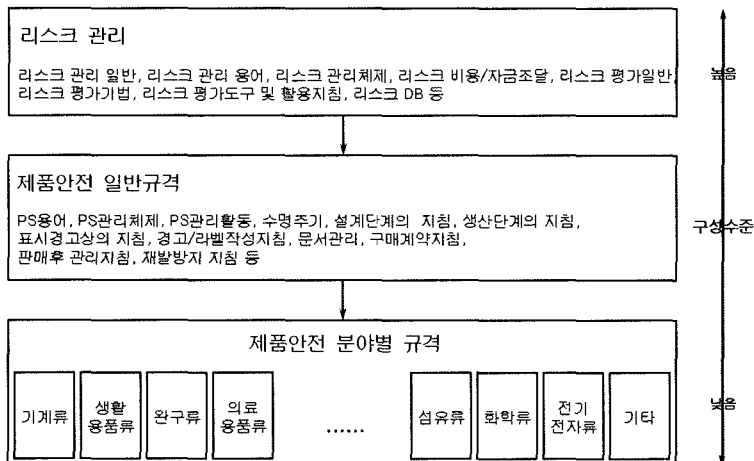 리스크 관리
리스크 관리 일반, 리스크 관리 용어, 리스크 관리체제, 리스크 비용/자금조달, 리스크 평가일반
리스크 평가기법, 리스크 평가도구 및 활용지침, 리스크 DB 등
높음
제품안전 일반규격
PS용어, PS관리체제, PS관리활동, 수명주기, 설계단계의 지침, 생산단계의 지침,
표시경고상의 지침, 경고/라벨작성지침, 문서관리, 구매계약지침,
판매후 관리지침, 재발방지 지침 등
구성수준
제품안전 분야별 규격
기계류
생활
용품류
완구류
의료
용품류
......
섬유류
화학류
전기
전자류
기타
낮음